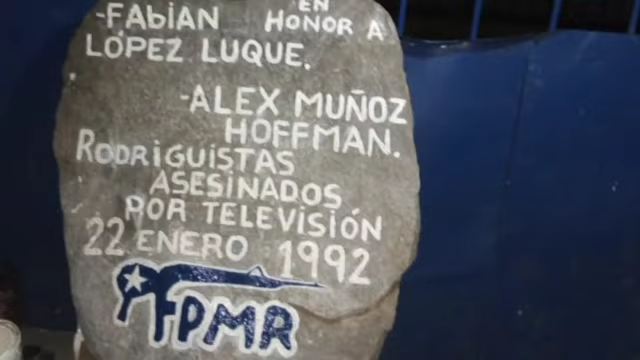 EN
-FAbiAN HONOR A
LÓPEZ LUQUE.
-ALEX MUÑOZ
HOFFMAN.
RODRiGUiSTAS
ASESiNADOS
POR TELEVISIÓN
22 ENERO 1992
FPMR